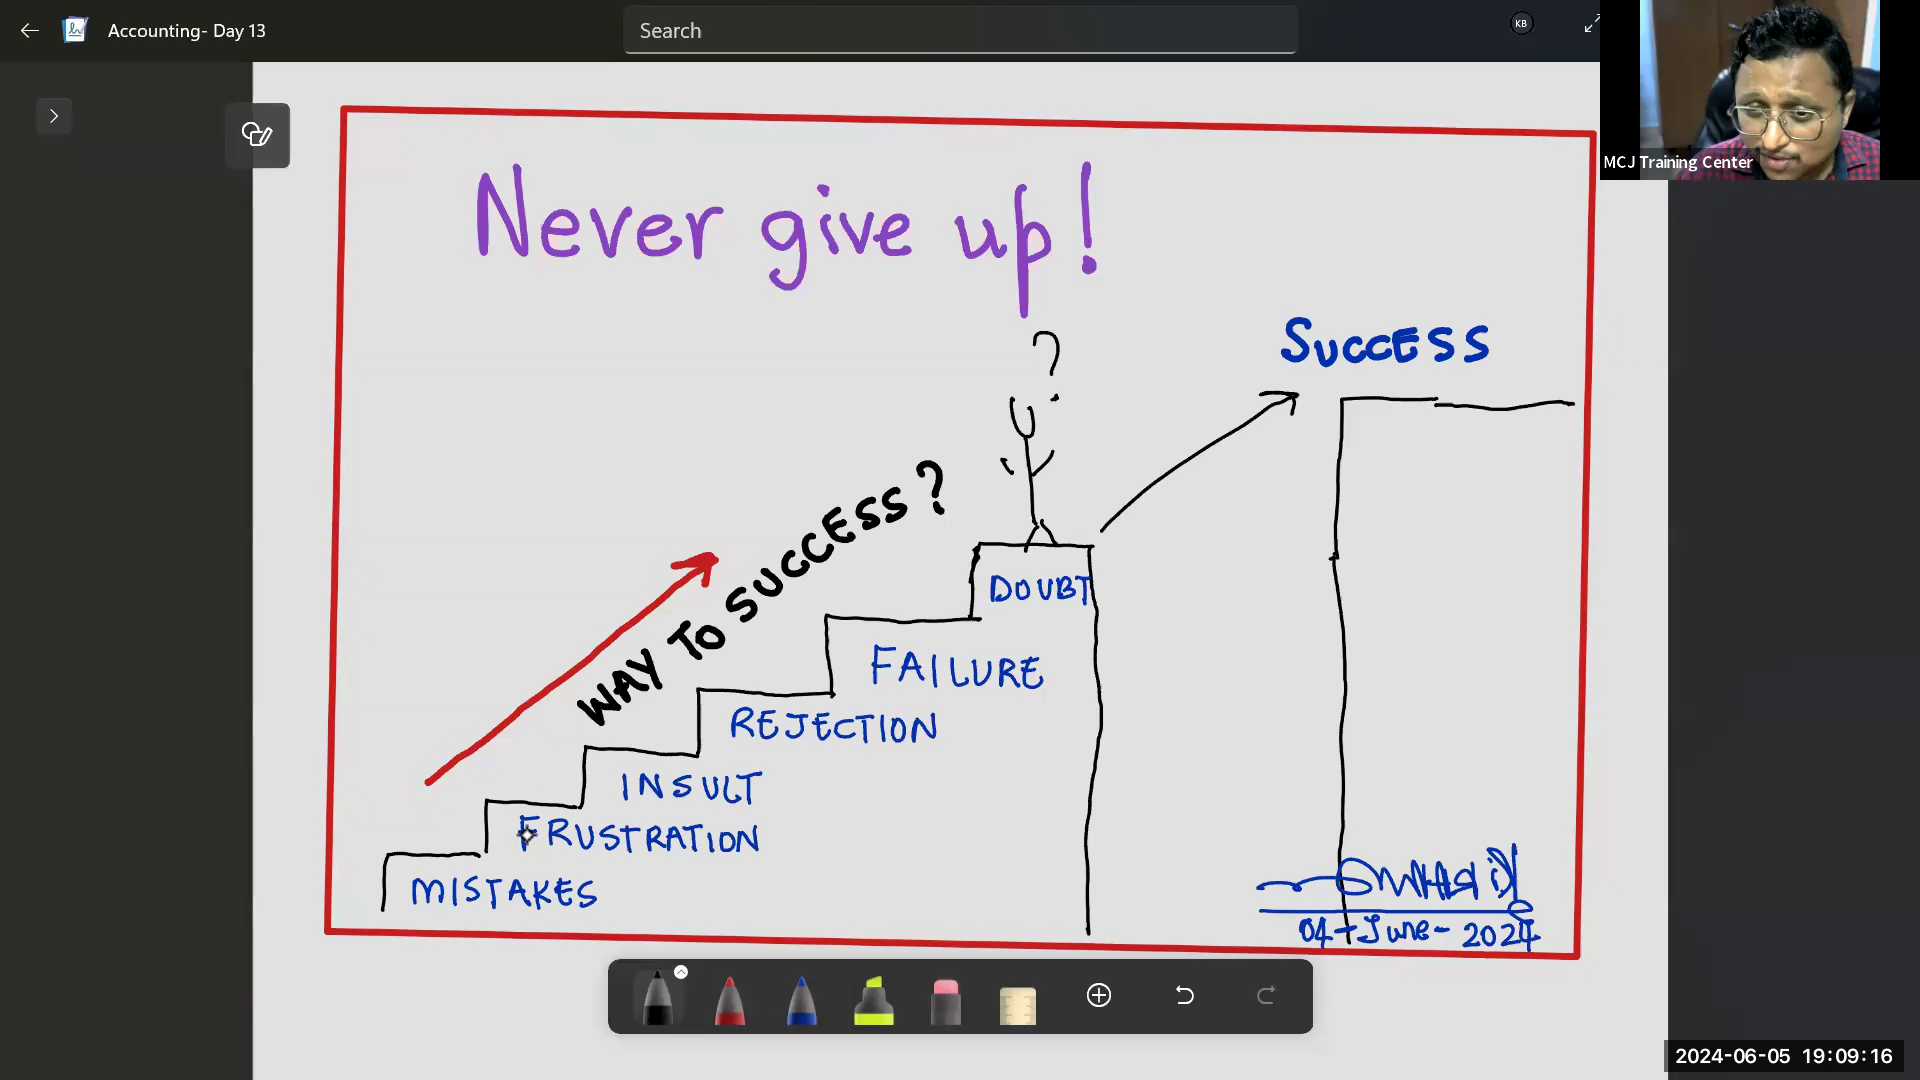 Accounting- Day 13
Search
KB
MCJ Training Center
Never give up!
?
SUCCESS
WAY TO SUCCESS?
DOUBT
FAILURE
REJECTION
INSULT
FRUSTRATION
MISTAKES
04-June-2024
2024-06-05 19:09:16